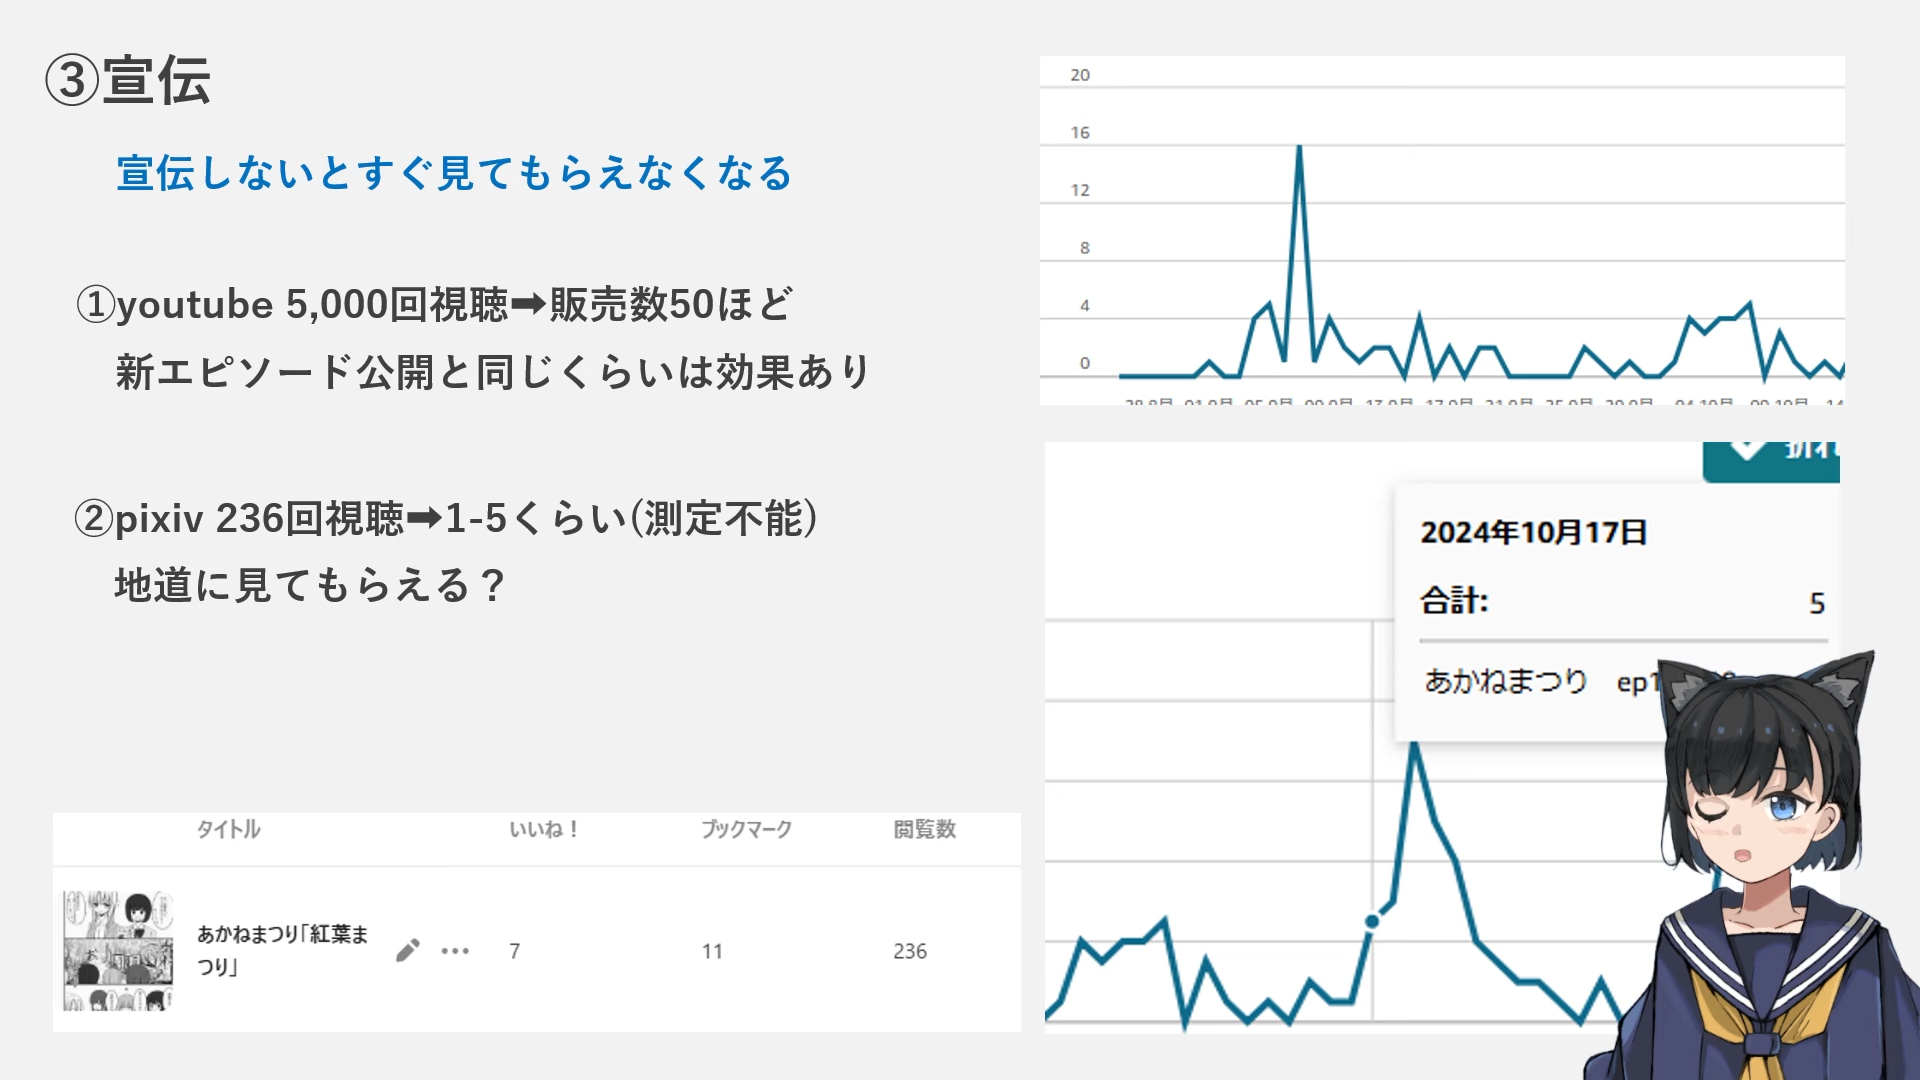 ③宣伝
宣伝しないとすぐ見てもらえなくなる
①youtube 5,000回視聴➡販売数50ほど
新エピソード公開と同じくらいは効果あり
②pixiv 236回視聴➡1-5くらい(測定不能)
地道に見てもらえる？
タイトル いいね！ ブックマーク 閲覧数
あかねまつり「紅葉ま
つり」
7 11 236
20
16
12
8
4
0
2024年10月17日
合計: 5
あかねまつり ep1